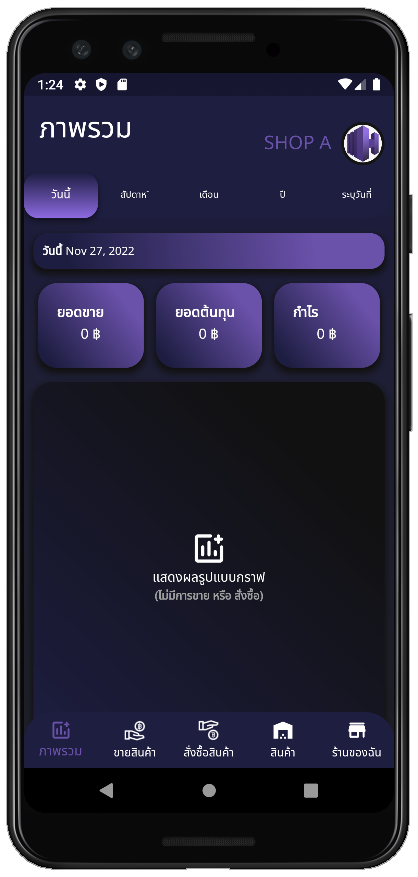 1:24
ภาพรวม
SHOP A
วันนี้ สัปดาห์ เดือน ปี ระบุวันที่
วันนี้ Nov 27, 2022
ยอดขาย ยอดต้นทุน กำไร
0 ฿ 0 ฿ 0 ฿
แสดงผลรูปแบบกราฟ
(ไม่มีการขาย หรือ สั่งซื้อ)
ภาพรวม ขายสินค้า สั่งซื้อสินค้า สินค้า ร้านของฉัน